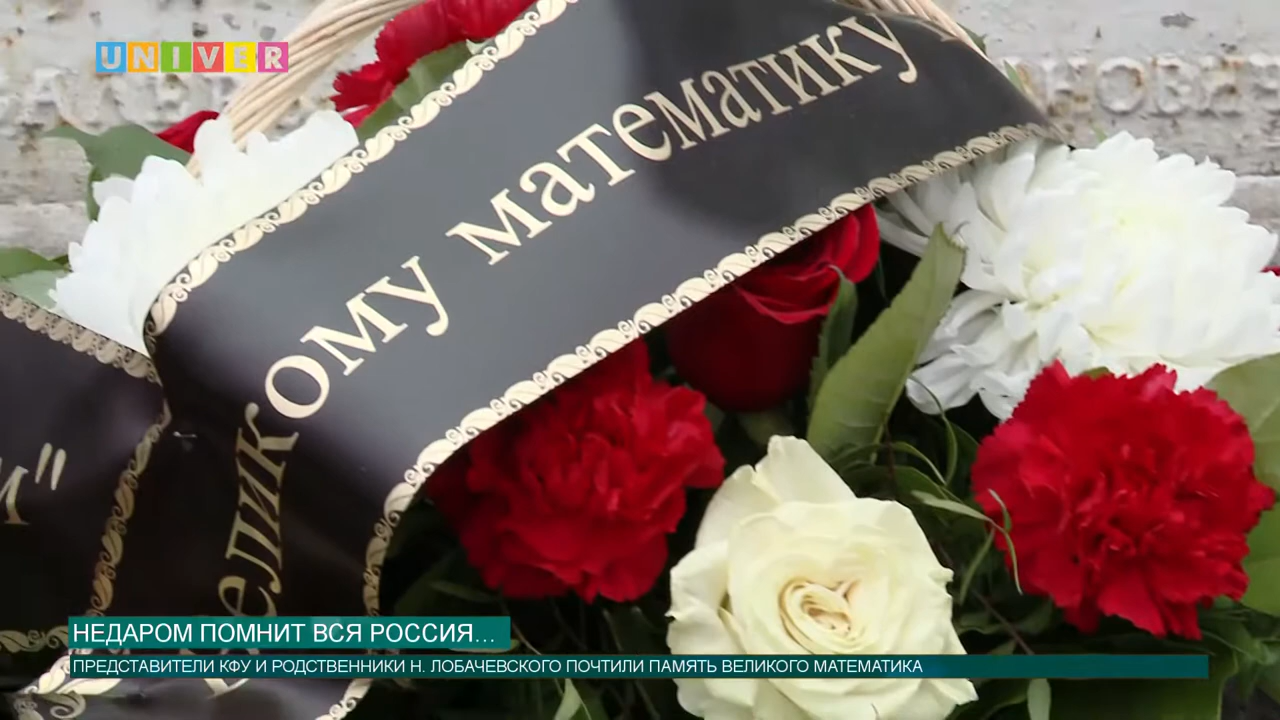 UNIVER
Великому математику
и"
НЕДАРОМ ПОМНИТ ВСЯ РОССИЯ...
ПРЕДСТАВИТЕЛИ КФУ И РОДСТВЕННИКИ Н. ЛОБАЧЕВСКОГО ПОЧТИЛИ ПАМЯТЬ ВЕЛИКОГО МАТЕМАТИКА